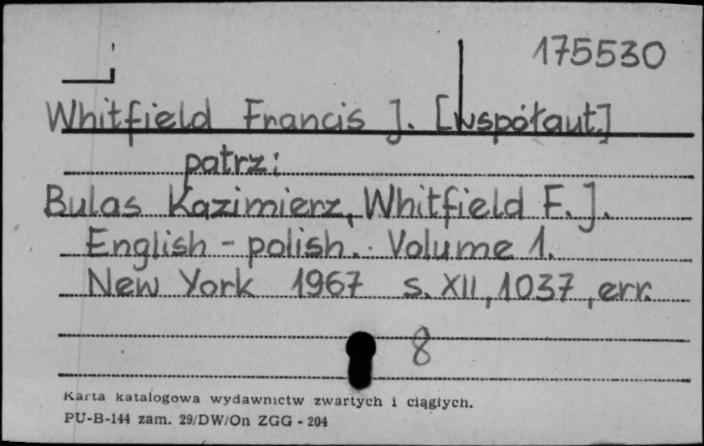 175530
Whitfield Francis J. [współaut.]
patrz:
Bulas Kazimierz, Whitfield F. J.
English - polish. Volume 1.
New York 1967 s. XII, 1037, err.
8
Karta katalogowa wydawnictw zwartych i ciągłych.
PU-B-144 zam. 29/DW/On ZGG - 204